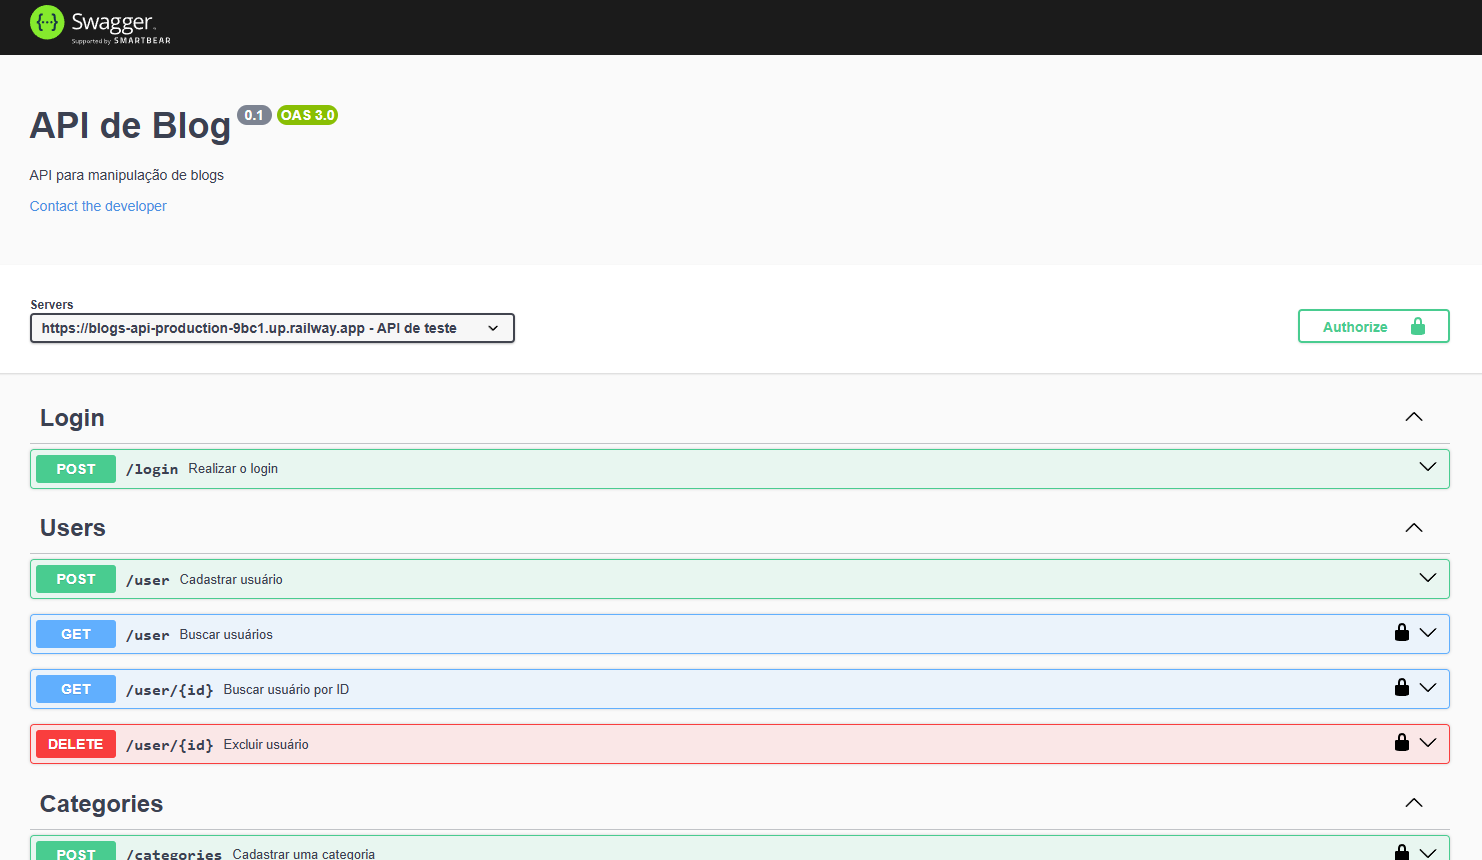 Swagger.
Supported by SMARTBEAR
API de Blog 0.1 OAS 3.0
API para manipulação de blogs
Contact the developer
Servers
https://blogs-api-production-9bc1.up.railway.app - API de teste
Authorize
Login
POST /login Realizar o login
Users
POST /user Cadastrar usuário
GET /user Buscar usuários
GET /user/{id} Buscar usuário por ID
DELETE /user/{id} Excluir usuário
Categories
POST /categories Cadastrar uma categoria